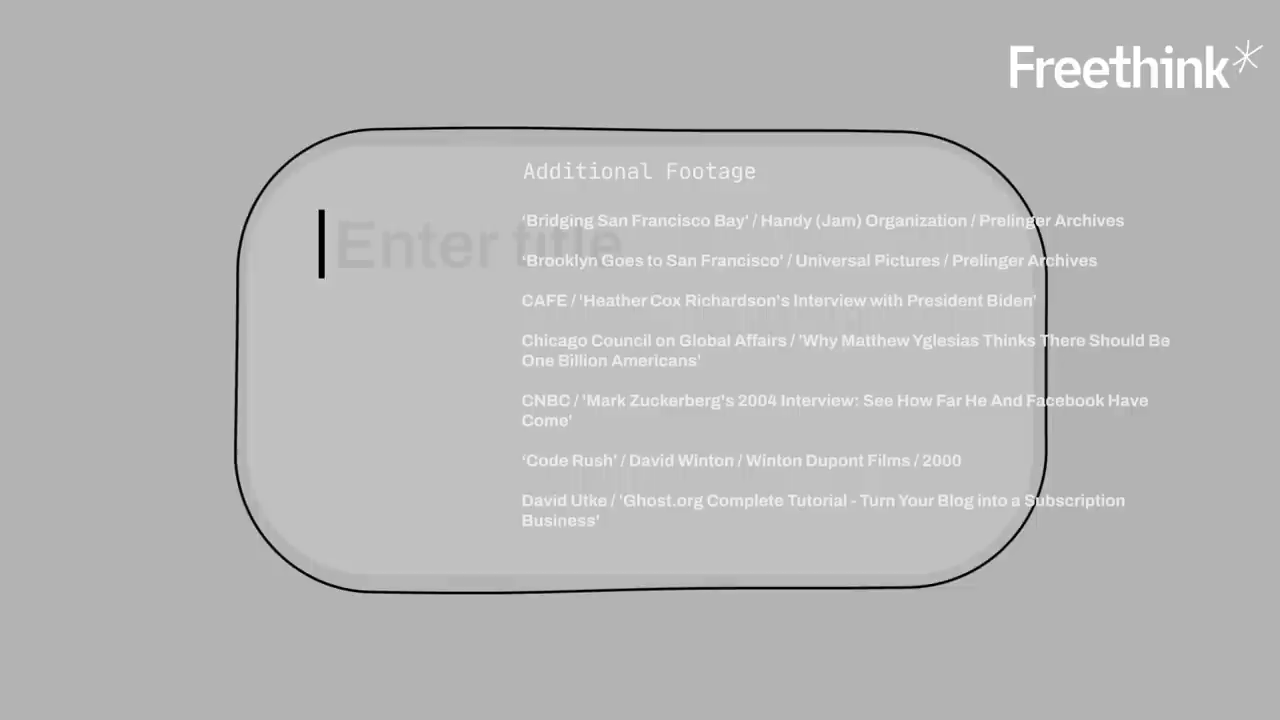 Freethink*
Additional Footage
Enter title
‘Bridging San Francisco Bay’ / Handy (Jam) Organization / Prelinger Archives
‘Brooklyn Goes to San Francisco’ / Universal Pictures / Prelinger Archives
CAFE / 'Heather Cox Richardson's Interview with President Biden'
Chicago Council on Global Affairs / 'Why Matthew Yglesias Thinks There Should Be
One Billion Americans'
CNBC / 'Mark Zuckerberg's 2004 Interview: See How Far He And Facebook Have
Come'
‘Code Rush’ / David Winton / Winton Dupont Films / 2000
David Utke / 'Ghost.org Complete Tutorial - Turn Your Blog into a Subscription
Business'